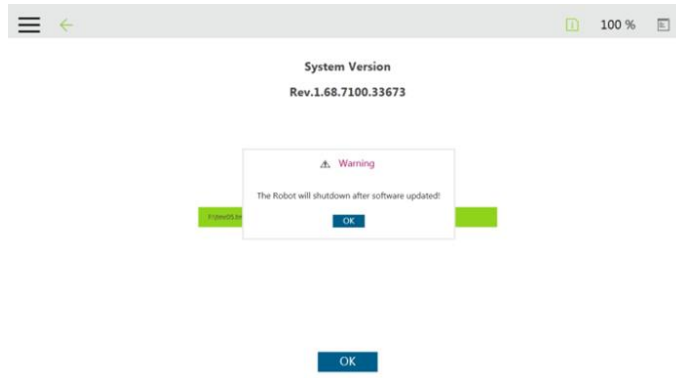 100 %
System Version
Rev.1.68.7100.33673
Warning
The Robot will shutdown after software updated!
OK
OK